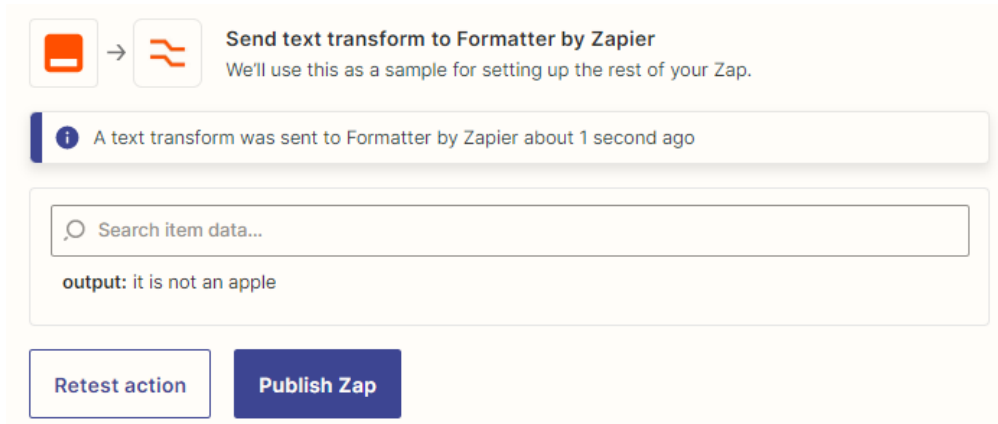 Send text transform to Formatter by Zapier
We'll use this as a sample for setting up the rest of your Zap.
A text transform was sent to Formatter by Zapier about 1 second ago
Search item data...
output: it is not an apple
Retest action
Publish Zap